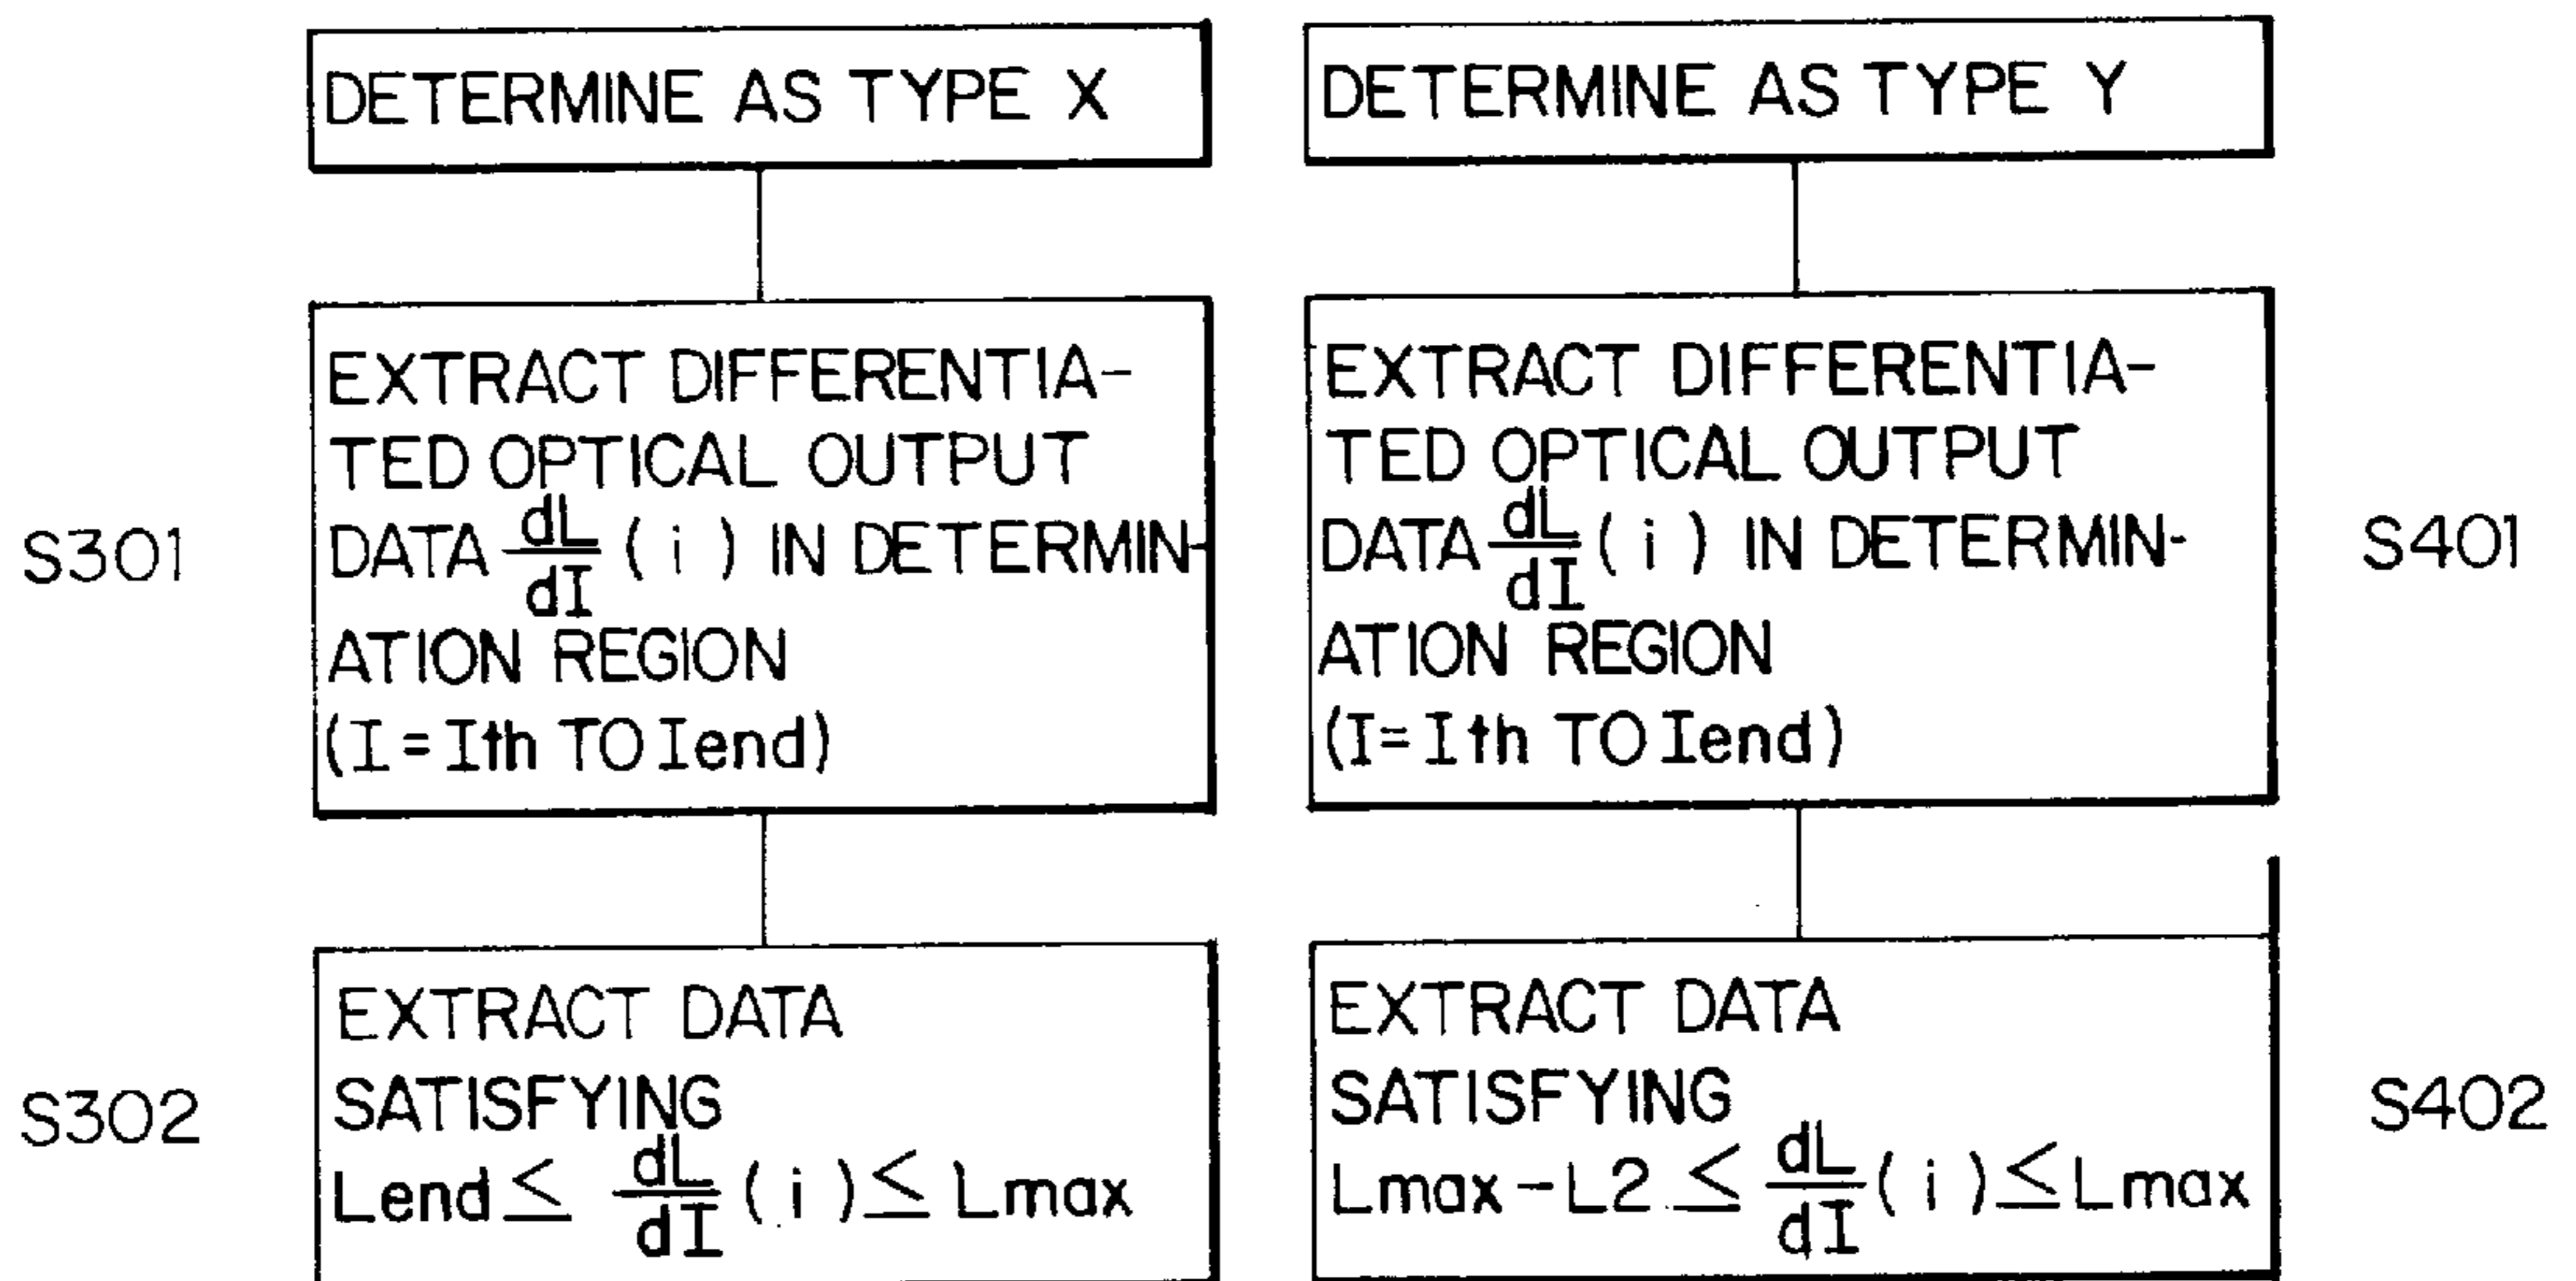 DETERMINE AS TYPE X
S301
EXTRACT DIFFERENTIA-
TED OPTICAL OUTPUT
DATA dL/dI (i) IN DETERMIN-
ATION REGION
(I=Ith TO Iend)
S302
EXTRACT DATA
SATISFYING
Lend ≤ dL/dI (i) ≤ Lmax
DETERMINE AS TYPE Y
EXTRACT DIFFERENTIA-
TED OPTICAL OUTPUT
DATA dL/dI (i) IN DETERMIN-
ATION REGION
(I=Ith TO Iend)
S401
EXTRACT DATA
SATISFYING
Lmax-L2 ≤ dL/dI (i) ≤ Lmax
S402